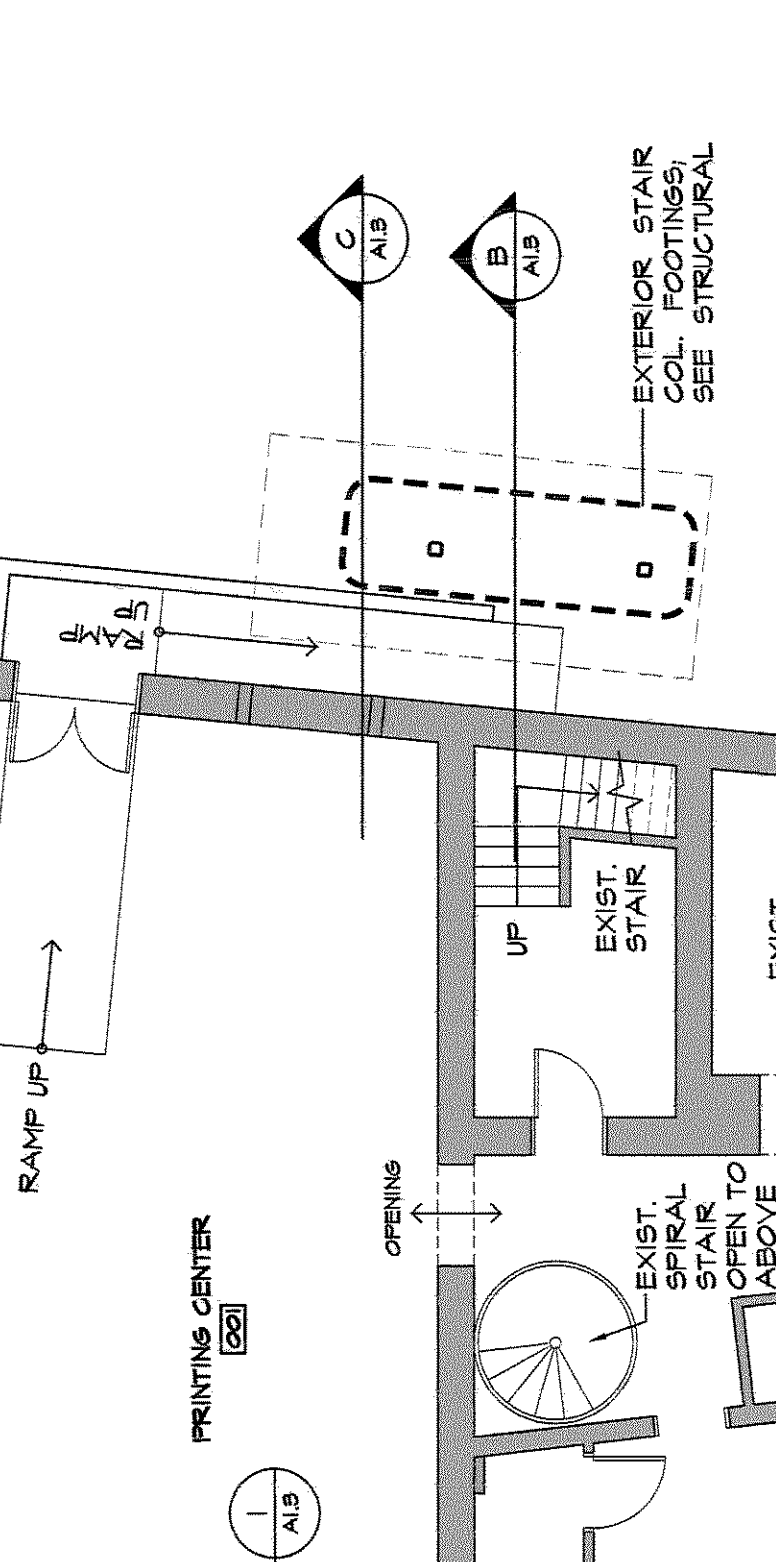 C
A1.3
B
A1.3
EXTERIOR STAIR
COL. FOOTINGS;
SEE STRUCTURAL
RAMP
UP
RAMP UP
UP
EXIST.
STAIR
OPENING
EXIST.
SPIRAL
STAIR
OPEN TO
ABOVE
PRINTING CENTER
001
1
A1.3